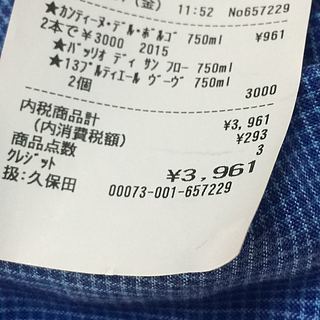 (金) 11:52 No657229
★カンティーヌ・デル・ボルゴ 750ml ¥961
2本で¥3000 2015
★バッリオ ディ サン フロー 750ml
★13プルティエール ヴーヴ 750ml
2個 3000
内税商品計 ¥3,961
(内消費税額) ¥293
商品点数 3
クレジット ¥3,961
扱:久保田 00073-001-657229